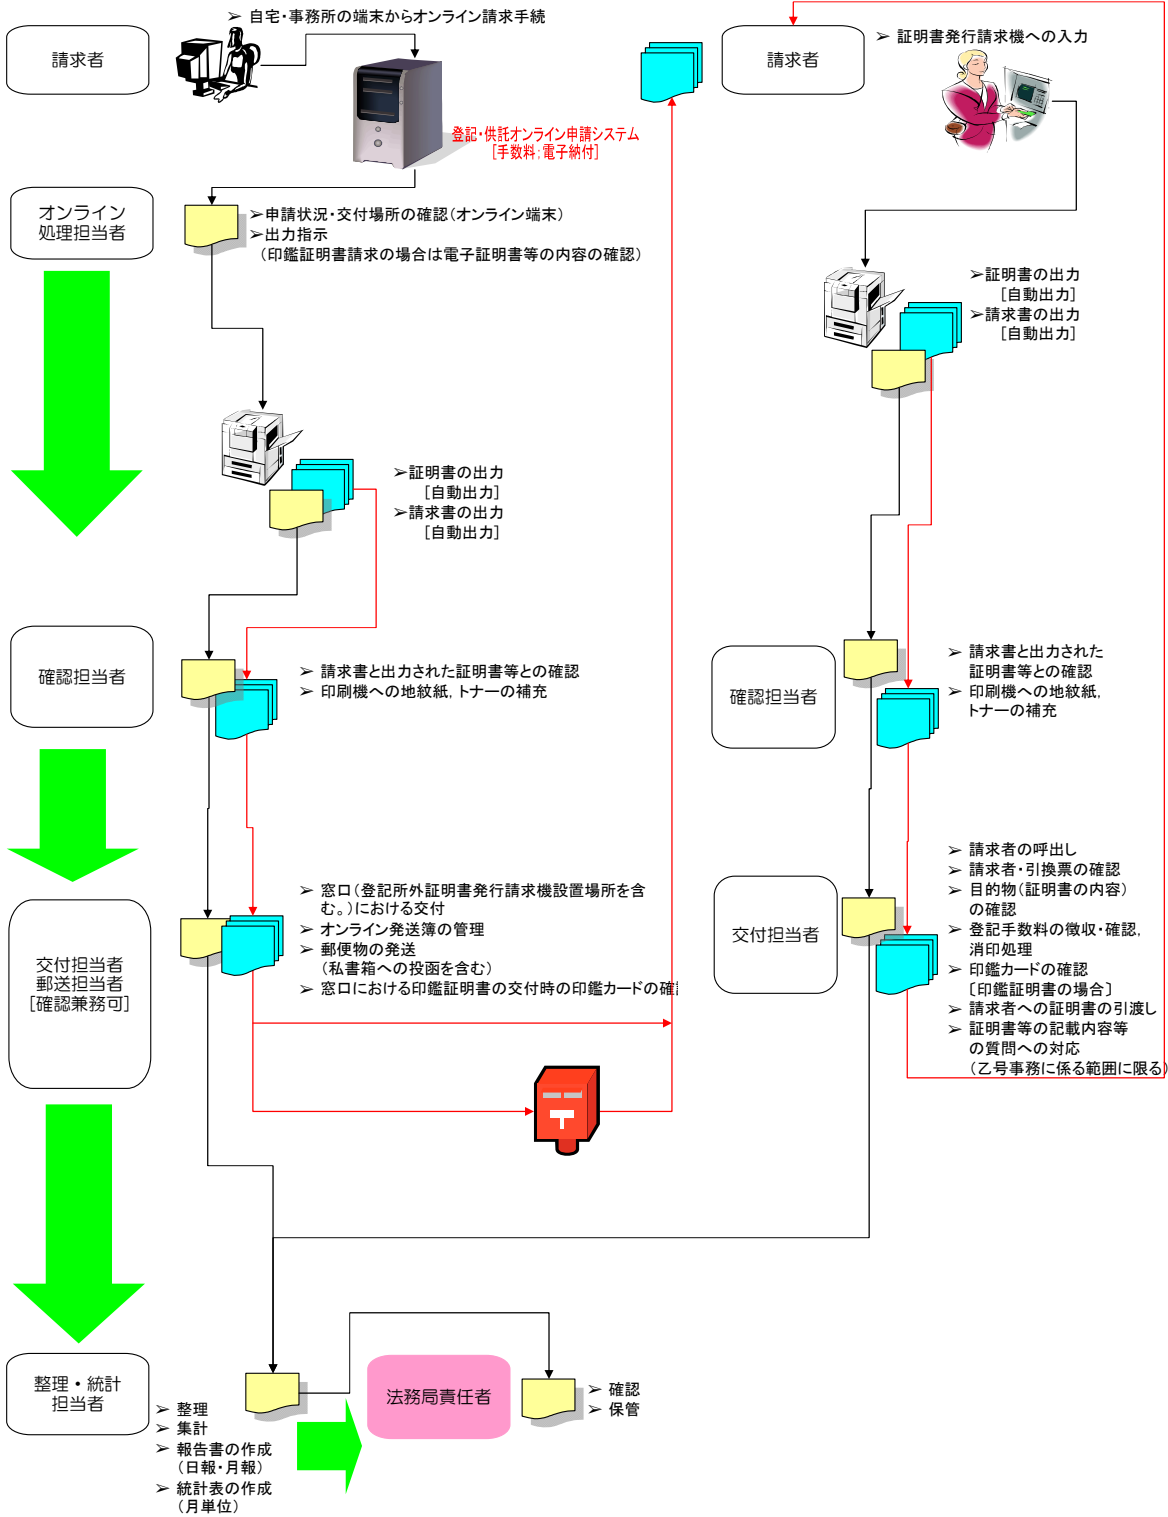 ➢ 自宅・事務所の端末からオンライン請求手続
請求者
登記・供託オンライン申請システム
[手数料；電子納付]
オンライン
処理担当者
➢申請状況・交付場所の確認（オンライン端末）
➢出力指示
（印鑑証明書請求の場合は電子証明書等の内容の確認）
➢証明書の出力
[自動出力]
➢請求書の出力
[自動出力]
確認担当者
➢ 請求書と出力された証明書等との確認
➢ 印刷機への地紋紙，トナーの補充
交付担当者
郵送担当者
[確認兼務可]
➢ 窓口（登記所外証明書発行請求機設置場所を含
む。）における交付
➢ オンライン発送簿の管理
➢ 郵便物の発送
（私書箱への投函を含む）
➢ 窓口における印鑑証明書の交付時の印鑑カードの確
請求者
➢ 証明書発行請求機への入力
➢証明書の出力
[自動出力]
➢請求書の出力
[自動出力]
確認担当者
➢ 請求書と出力された
証明書等との確認
➢ 印刷機への地紋紙，
トナーの補充
交付担当者
➢ 請求者の呼出し
➢ 請求者・引換票の確認
➢ 目的物（証明書の内容）
の確認
➢ 登記手数料の徴収・確認，
消印処理
➢ 印鑑カードの確認
〔印鑑証明書の場合〕
➢ 請求者への証明書の引渡し
➢ 証明書等の記載内容等
の質問への対応
（乙号事務に係る範囲に限る）
整理・統計
担当者
➢ 整理
➢ 集計
➢ 報告書の作成
（日報・月報）
➢ 統計表の作成
（月単位）
法務局責任者
➢ 確認
➢ 保管